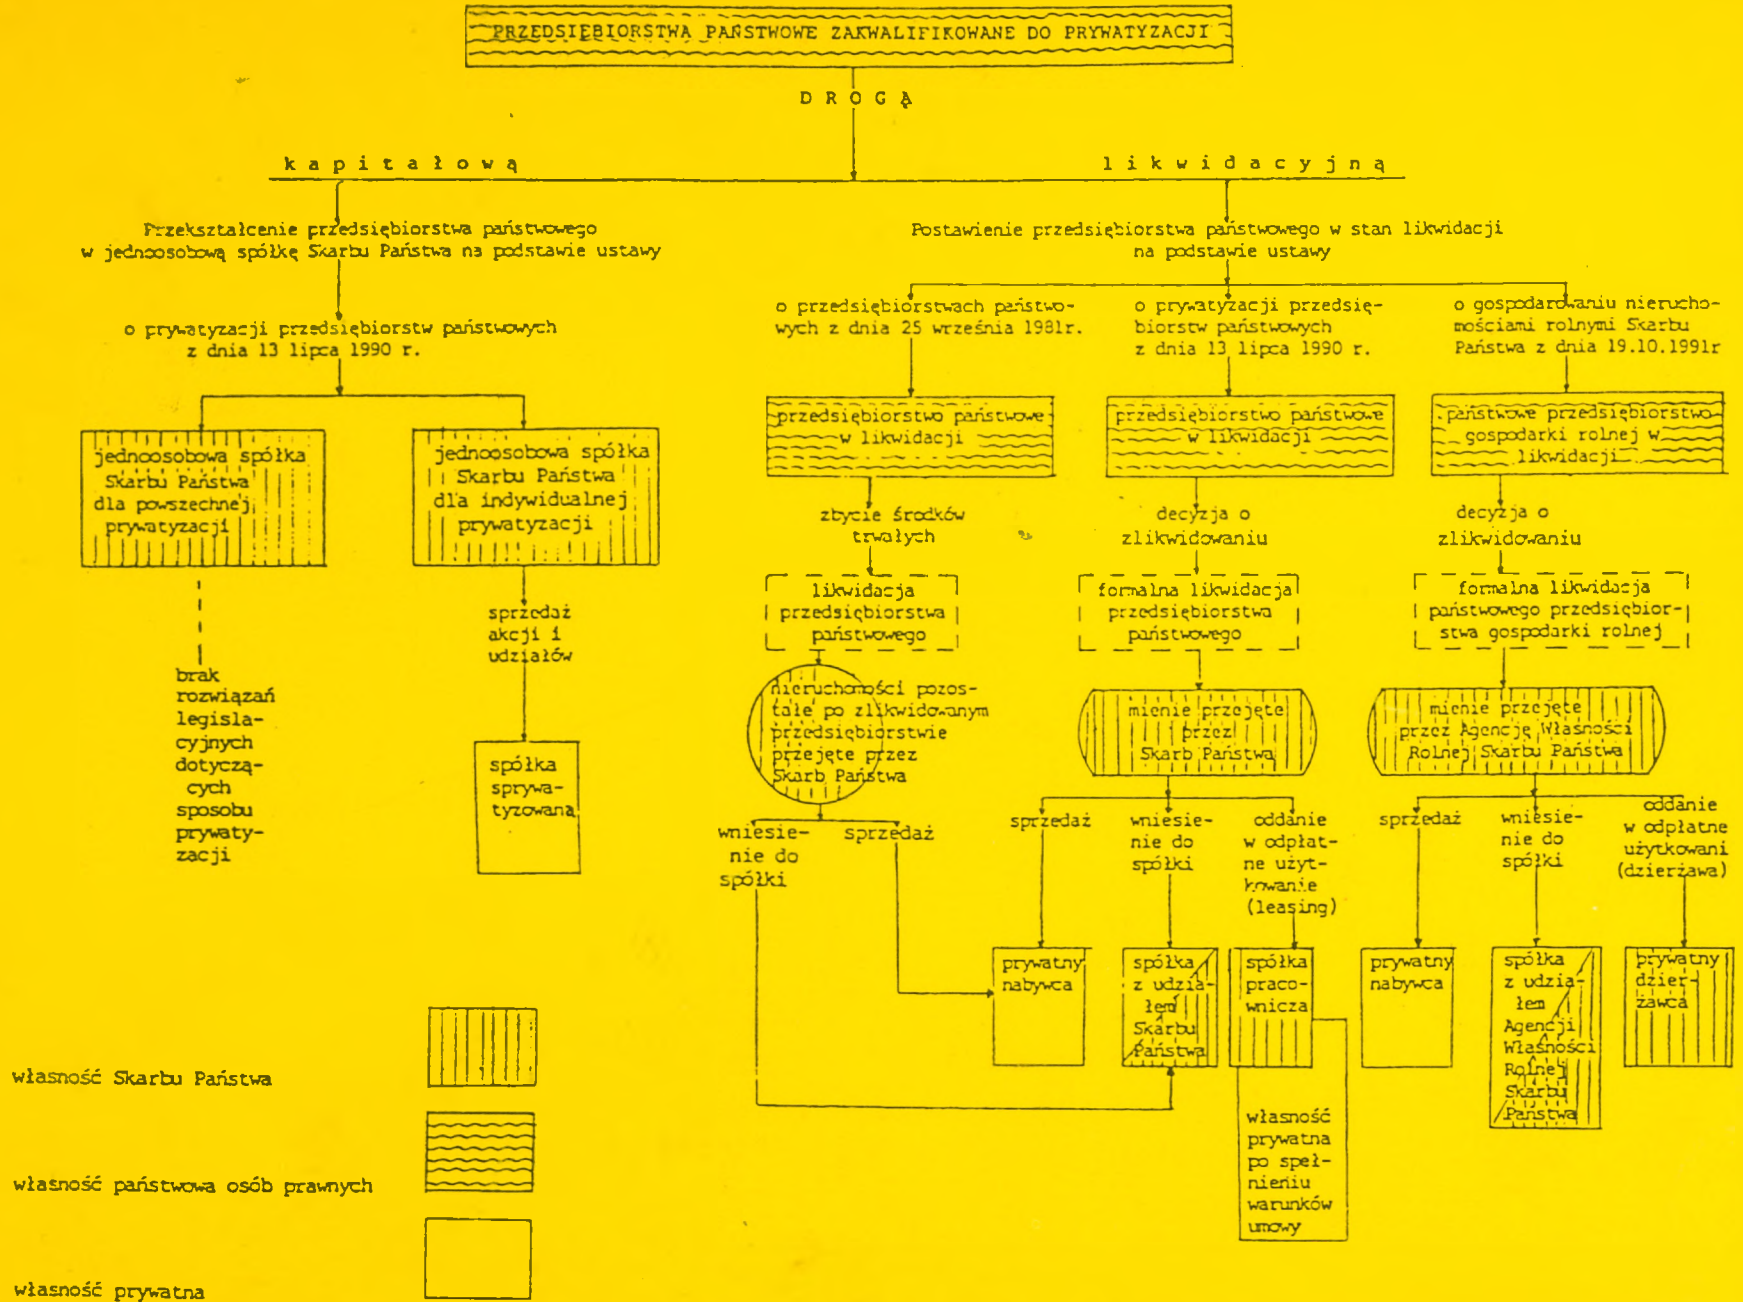 PRZEDSIĘBIORSTWA PAŃSTWOWE ZAKWALIFIKOWANE DO PRYWATYZACJI
D R O G Ą
k a p i t a ł o w ą
l i k w i d a c y j n ą
Przekształcenie przedsiębiorstwa państwowego
w jednoosobową spółkę Skarbu Państwa na podstawie ustawy
o prywatyzacji przedsiębiorstw państwowych
z dnia 13 lipca 1990 r.
jednoosobowa spółka
Skarbu Państwa
dla powszechnej
prywatyzacji
jednoosobowa spółka
Skarbu Państwa
dla indywidualnej
prywatyzacji
brak
rozwiązań
legisla-
cyjnych
dotyczą-
cych
sposobu
prywaty-
zacji
sprzedaż
akcji i
udziałów
spółka
sprywa-
tyzowana
Postawienie przedsiębiorstwa państwowego w stan likwidacji
na podstawie ustawy
o przedsiębiorstwach państwo-
wych z dnia 25 września 1981r.
przedsiębiorstwo państwowe
w likwidacji
zbycie środków
trwałych
likwidacja
przedsiębiorstwa
państwowego
nieruchomości pozos-
tałe po zlikwidowanym
przedsiębiorstwie
przejęte przez
Skarb Państwa
wniesie-
nie do
spółki
sprzedaż
o prywatyzacji przedsię-
biorstw państwowych
z dnia 13 lipca 1990 r.
przedsiębiorstwo państwowe
w likwidacji
decyzja o
zlikwidowaniu
formalna likwidacja
przedsiębiorstwa
państwowego
mienie przejęte
przez
Skarb Państwa
sprzedaż
wniesie-
nie do
spółki
oddanie
w odpłat-
ne użyt-
kowanie
(leasing)
prywatny
nabywca
spółka
z udzia-
łem
Skarbu
Państwa
spółka
praco-
wnicza
własność
prywatna
po speł-
nieniu
warunków
umowy
o gospodarowaniu nierucho-
mościami rolnymi Skarbu
Państwa z dnia 19.10.1991r
państwowe przedsiębiorstwo
gospodarki rolnej w
likwidacji
decyzja o
zlikwidowaniu
formalna likwidacja
państwowego przedsiębior-
stwa gospodarki rolnej
mienie przejęte
przez Agencję Własności
Rolnej Skarbu Państwa
sprzedaż
wniesie-
nie do
spółki
oddanie
w odpłatne
użytkowani
(dzierżawa)
prywatny
nabywca
spółka
z udzia-
łem
Agencji
Własności
Rolnej
Skarbu
Państwa
prywatny
dzier-
żawca
własność Skarbu Państwa
własność państwowa osób prawnych
własność prywatna